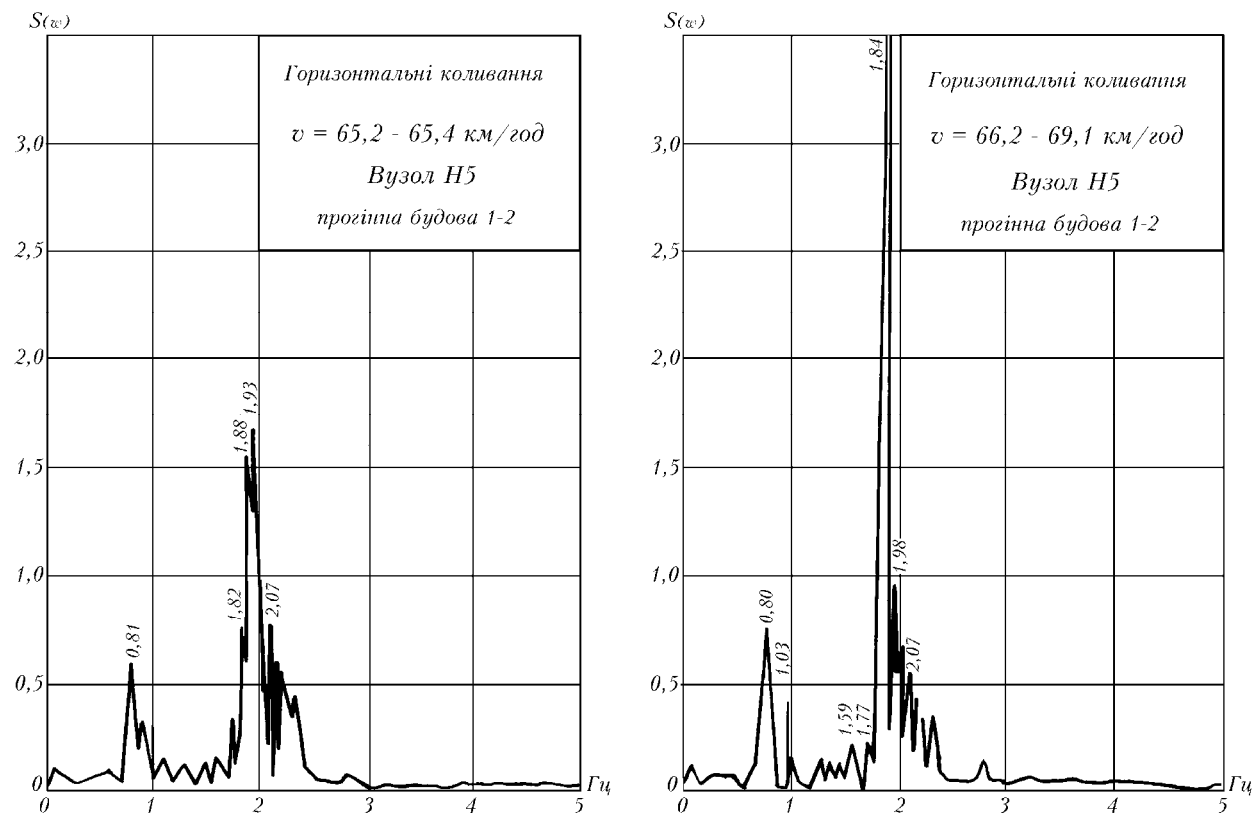 S(w)
Горизонтальні коливання
v = 65,2 - 65,4 км/год
Вузол Н5
прогінна будова 1-2
3,0
2,5
2,0
1,5
1,0
0,5
0
0,81
1,82
1,88
1,93
2,07
0 1 2 3 4 5
Гц
S(w)
Горизонтальні коливання
v = 66,2 - 69,1 км/год
Вузол Н5
прогінна будова 1-2
3,0
2,5
2,0
1,5
1,0
0,5
0
0,80
1,03
1,59
1,77
1,84
1,98
2,07
0 1 2 3 4 5
Гц